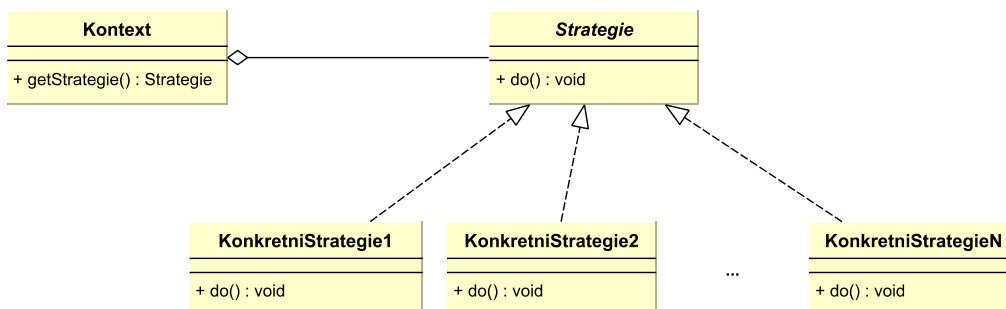 Kontext
+ getStrategie() : Strategie
Strategie
+ do() : void
KonkretniStrategie1
+ do() : void
KonkretniStrategie2
+ do() : void
...
KonkretniStrategieN
+ do() : void